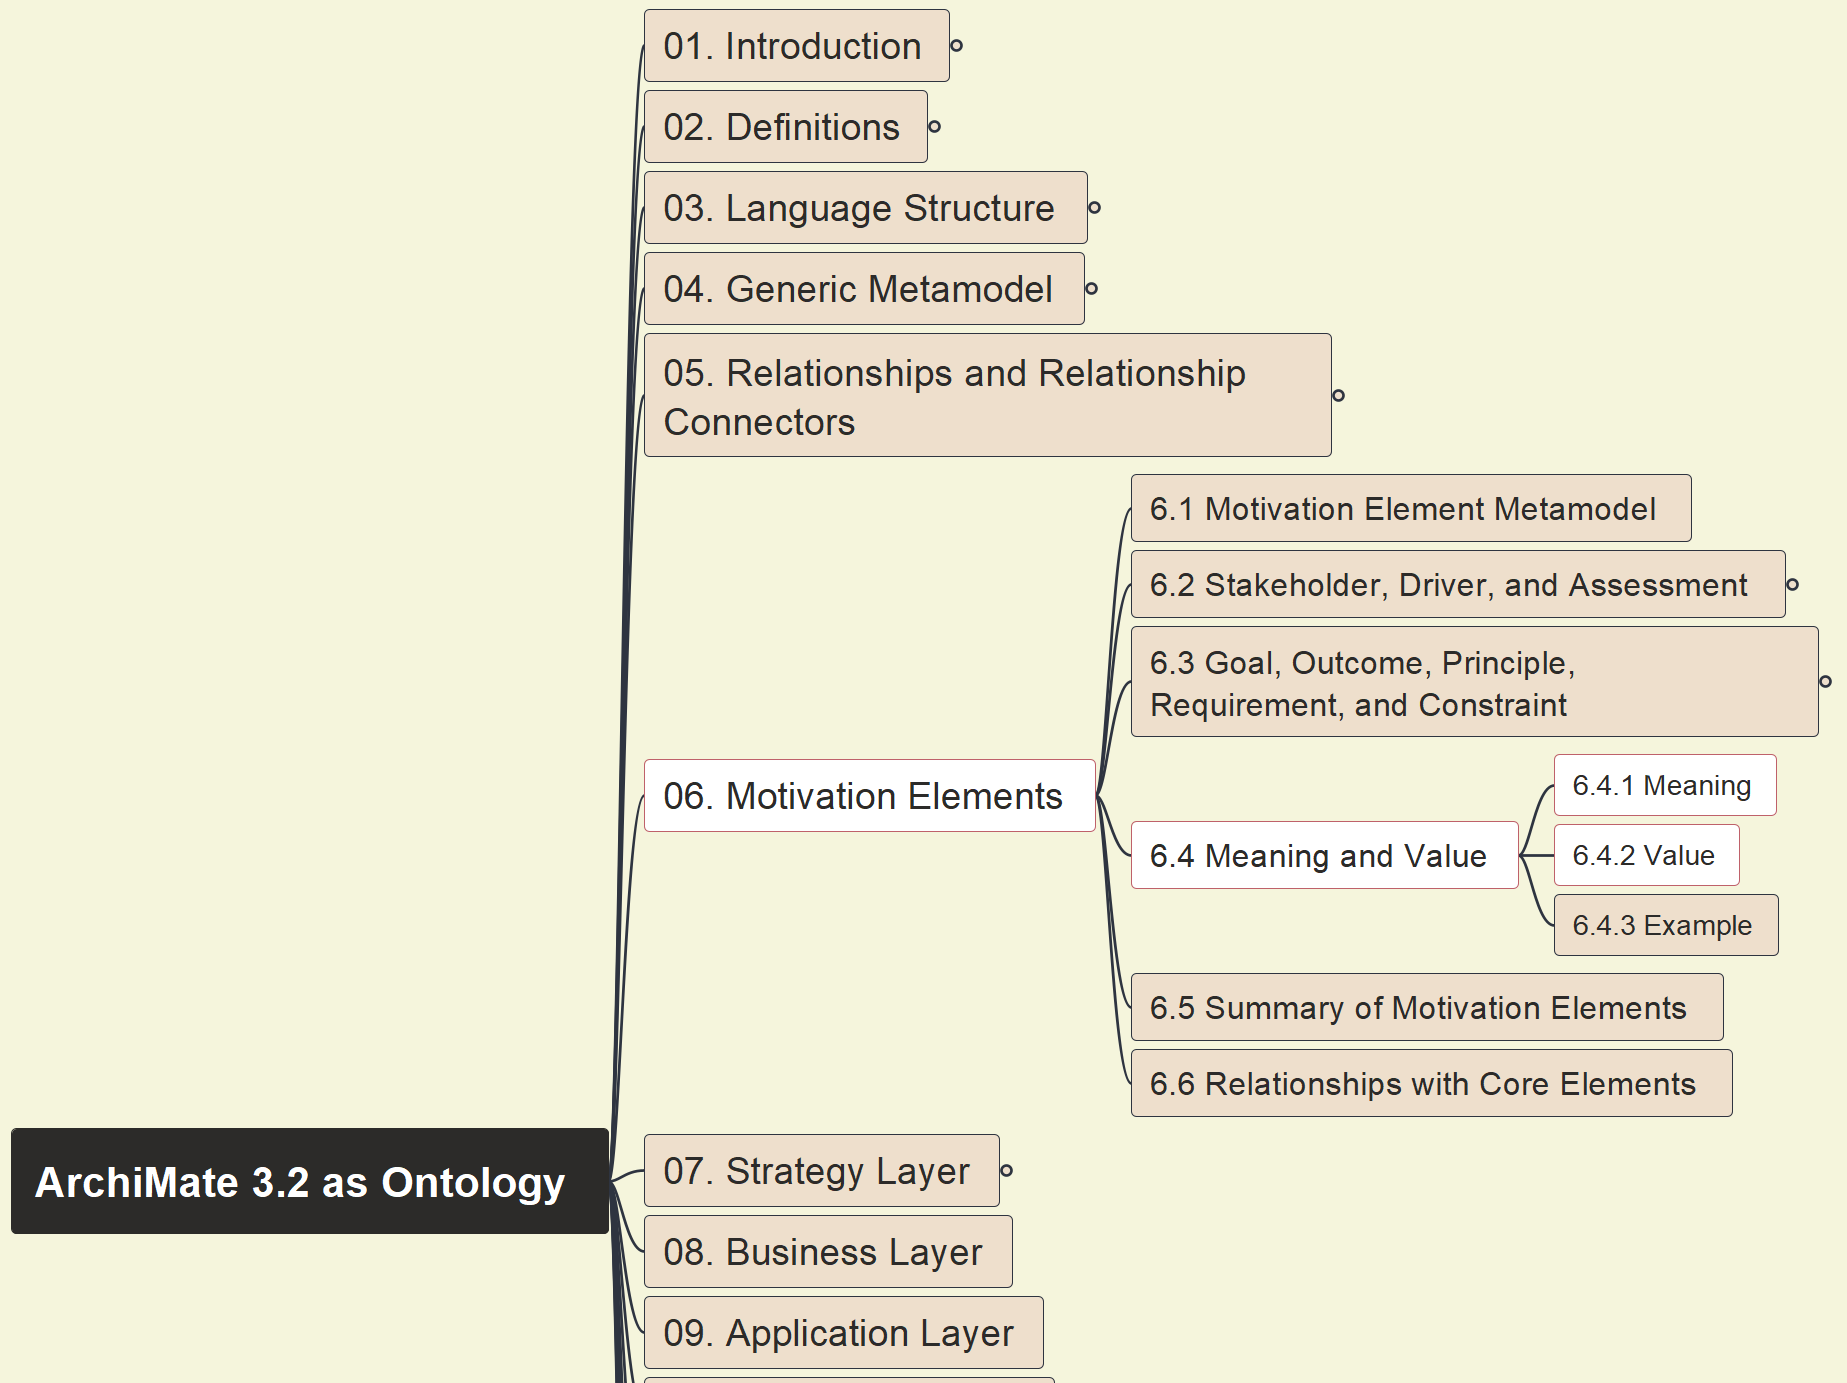 01. Introduction
02. Definitions
03. Language Structure
04. Generic Metamodel
05. Relationships and Relationship
Connectors
06. Motivation Elements
6.1 Motivation Element Metamodel
6.2 Stakeholder, Driver, and Assessment
6.3 Goal, Outcome, Principle,
Requirement, and Constraint
6.4 Meaning and Value
6.4.1 Meaning
6.4.2 Value
6.4.3 Example
6.5 Summary of Motivation Elements
6.6 Relationships with Core Elements
ArchiMate 3.2 as Ontology
07. Strategy Layer
08. Business Layer
09. Application Layer